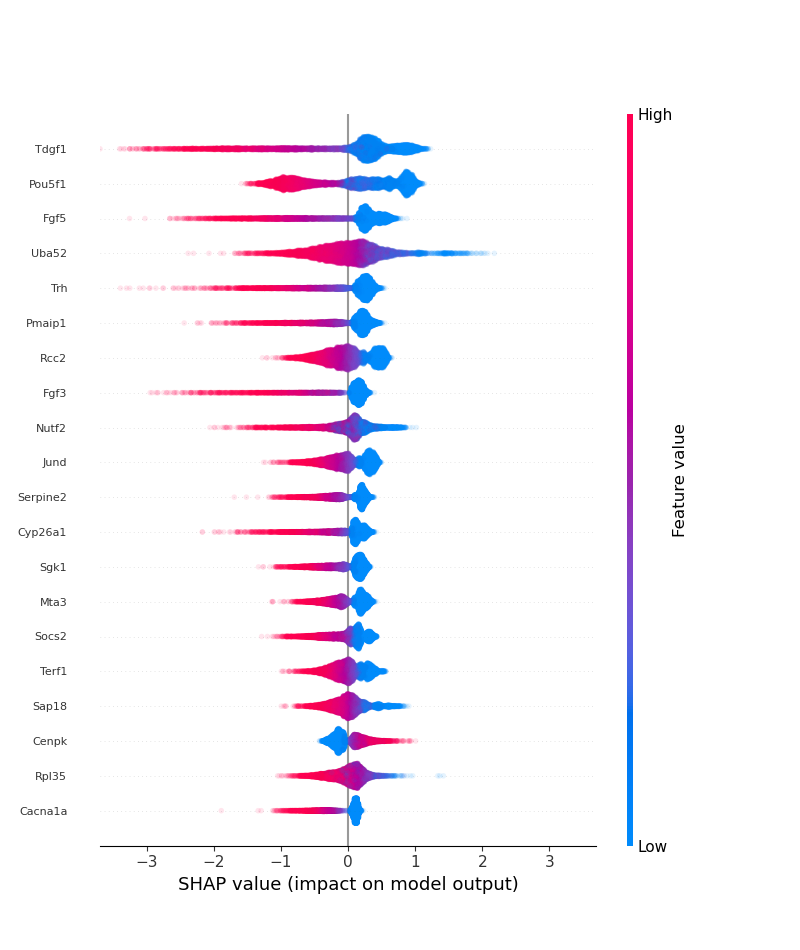 High
Tdgf1
Pou5f1
Fgf5
Uba52
Trh
Pmaip1
Rcc2
Fgf3
Nutf2
Jund
Serpine2
Cyp26a1
Sgk1
Mta3
Socs2
Terf1
Sap18
Cenpk
Rpl35
Cacna1a
Feature value
Low
−3 −2 −1 0 1 2 3
SHAP value (impact on model output)